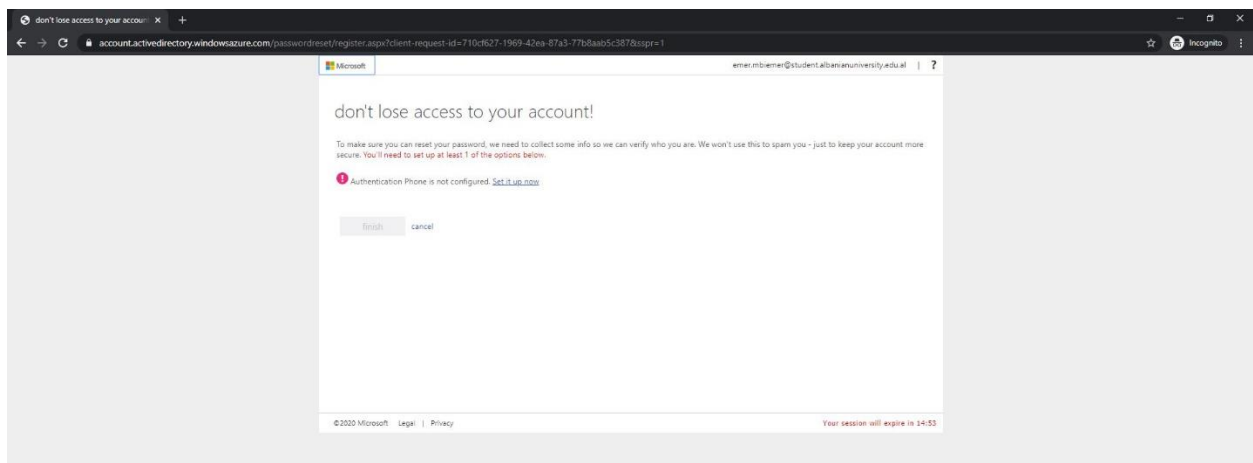 don't lose access to your accoun
account.activedirectory.windowsazure.com/passwordreset/register.aspx?client-request-id=710cf627-1969-42ea-87a3-77b8aab5c387&sspr=1
Incognito
Microsoft
emer.mbiemer@student.albanianuniversity.edu.al | ?
don't lose access to your account!
To make sure you can reset your password, we need to collect some info so we can verify who you are. We won't use this to spam you - just to keep your account more
secure. You'll need to set up at least 1 of the options below.
Authentication Phone is not configured. Set it up now
finish cancel
©2020 Microsoft Legal | Privacy
Your session will expire in 14:53